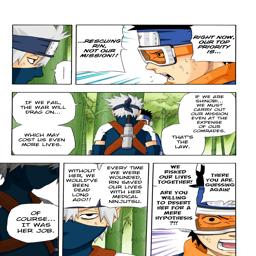 RIGHT NOW,
OUR TOP
PRIORITY
IS...
...RESCUING
RIN,
NOT OUR
MISSION!!
IF WE ARE
SHINOBI...
WE MUST
CARRY OUT
OUR MISSION
EVEN AT THE
EXPENSE
OF OUR
COMRADES.
THAT'S
THE
LAW.
IF WE FAIL,
THE WAR WILL
DRAG ON...
WHICH MAY
COST US EVEN
MORE LIVES.
THERE
YOU ARE,
GUESSING
AGAIN!
WE
RISKED
OUR LIVES
TOGETHER!
ARE YOU
WILLING TO
DESERT HER
FOR A MERE
HYPOTHESIS
?!!
EVERY TIME
WE WERE
WOUNDED,
RIN SAVED
OUR LIVES
WITH HER
MEDICAL
NINJUTSU.
WITHOUT
HER, WE
WOULD'VE
BEEN
DEAD
LONG
AGO!!
OF
COURSE...
IT WAS
HER JOB.